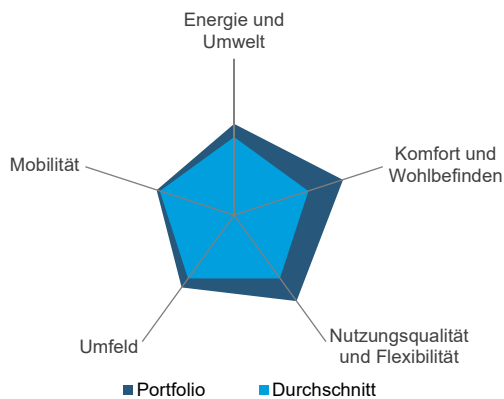 Energie und
Umwelt
Komfort und
Wohlbefinden
Mobilität
Nutzungsqualität
und Flexibilität
Umfeld
Portfolio
Durchschnitt